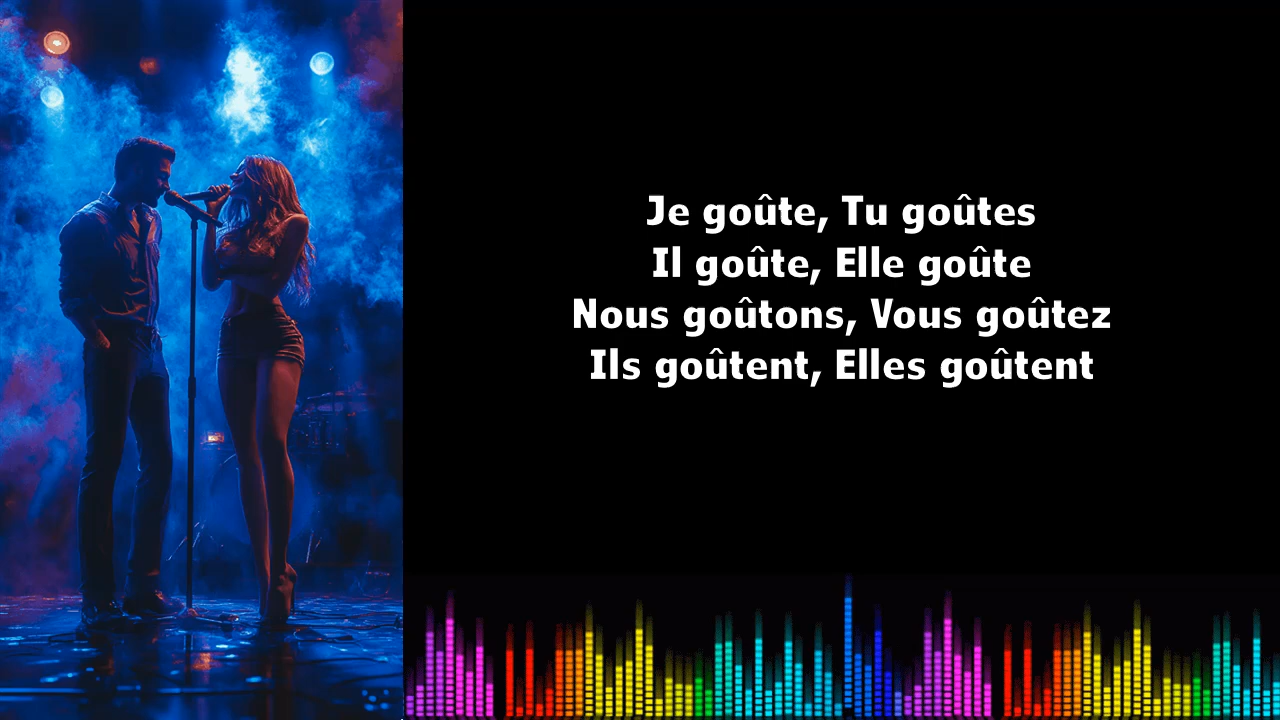 Je goûte, Tu goûtes
Il goûte, Elle goûte
Nous goûtons, Vous goûtez
Ils goûtent, Elles goûtent